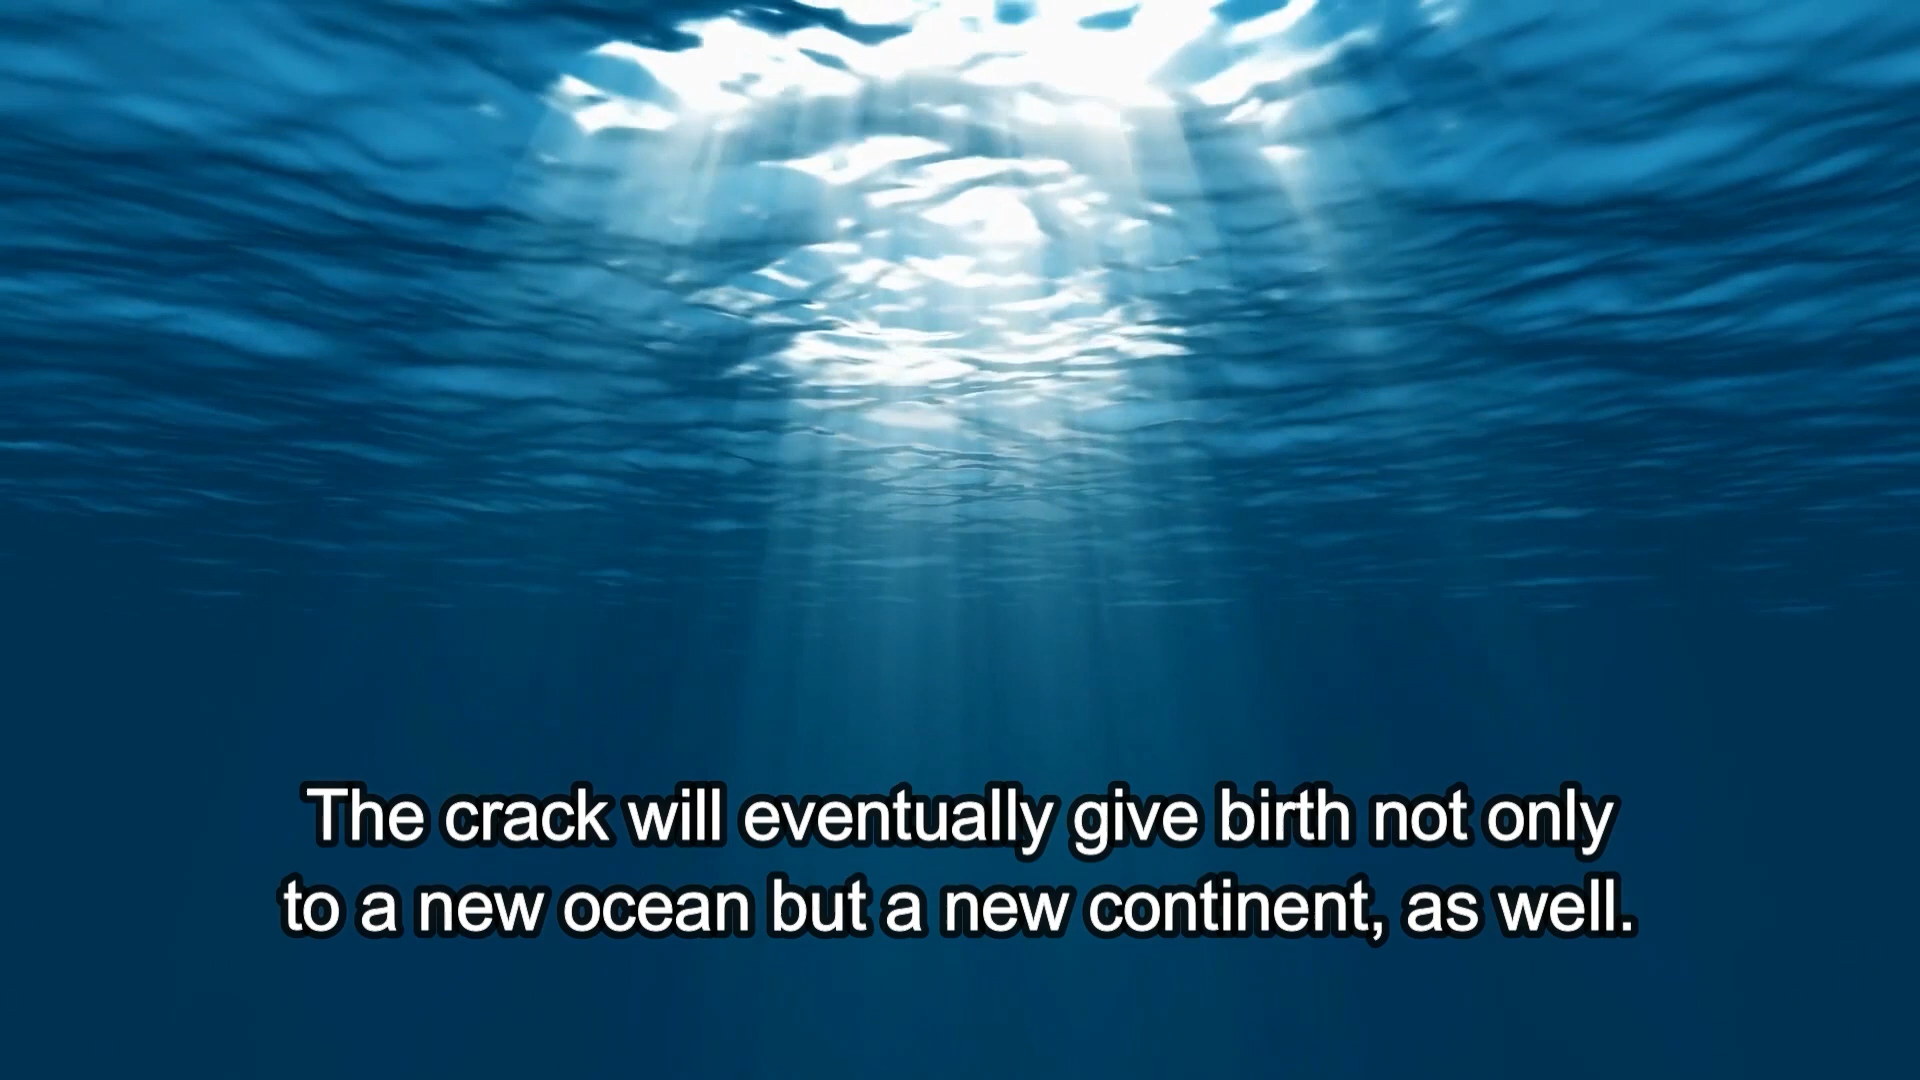 The crack will eventually give birth not only
to a new ocean but a new continent, as well.